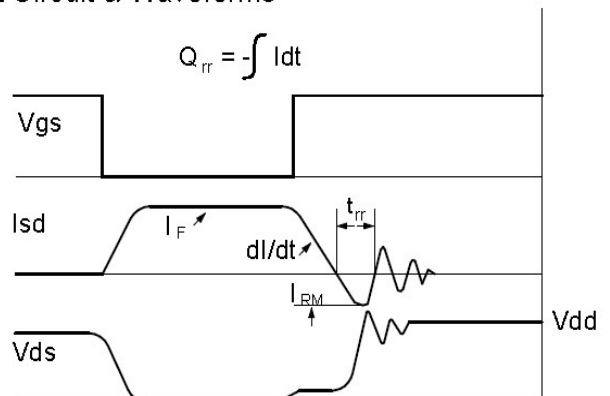 Circuit & Waveforms
Qrr = -∫ Idt
Vgs
Isd
IF
trr
dI/dt
IRM
Vdd
Vds